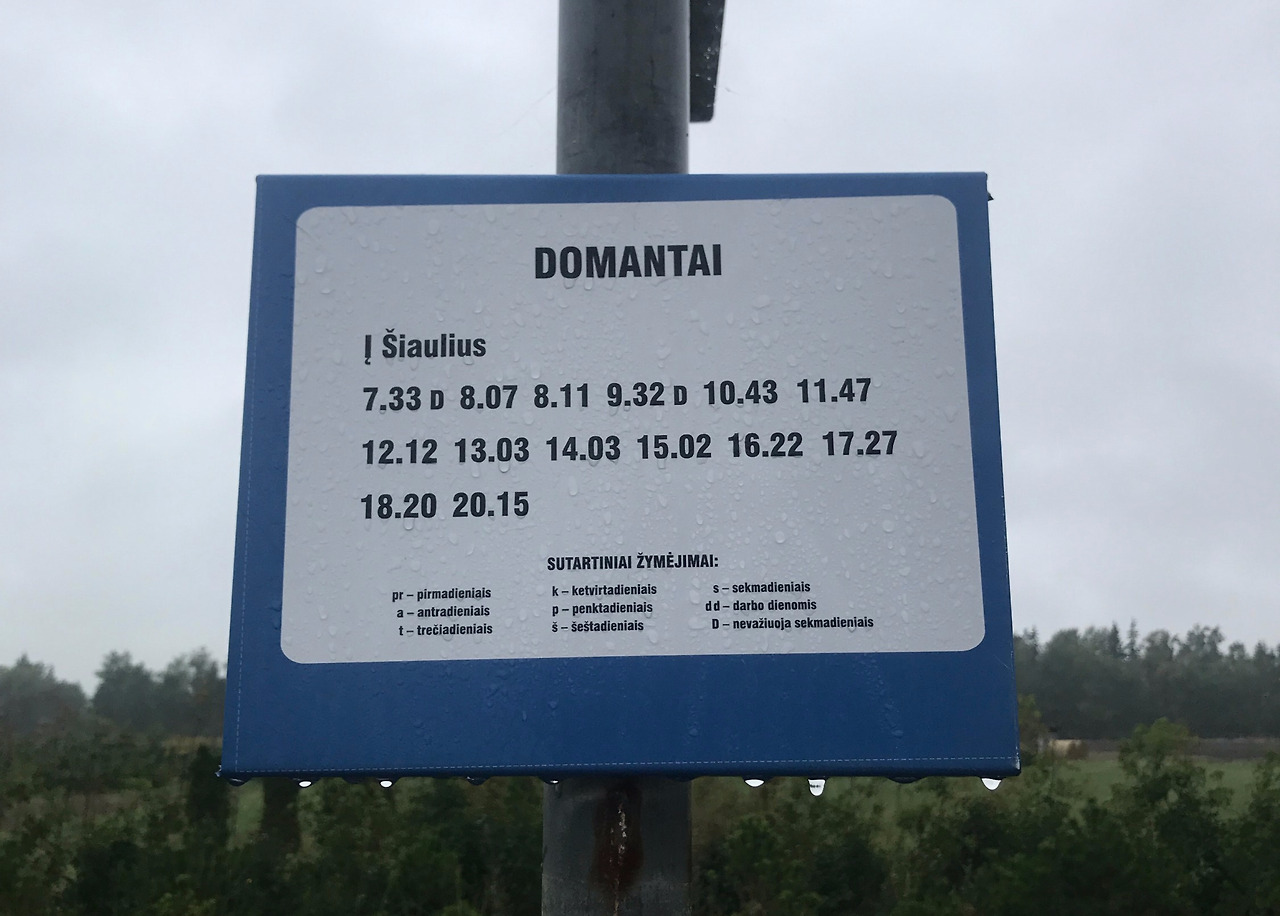 DOMANTAI
Į Šiaulius
7.33 D 8.07 8.11 9.32 D 10.43 11.47
12.12 13.03 14.03 15.02 16.22 17.27
18.20 20.15
SUTARTINIAI ŽYMĖJIMAI:
pr – pirmadieniais k – ketvirtadieniais s – sekmadieniais
a – antradieniais p – penktadieniais dd – darbo dienomis
t – trečiadieniais š – šeštadieniais D – nevažiuoja sekmadieniais